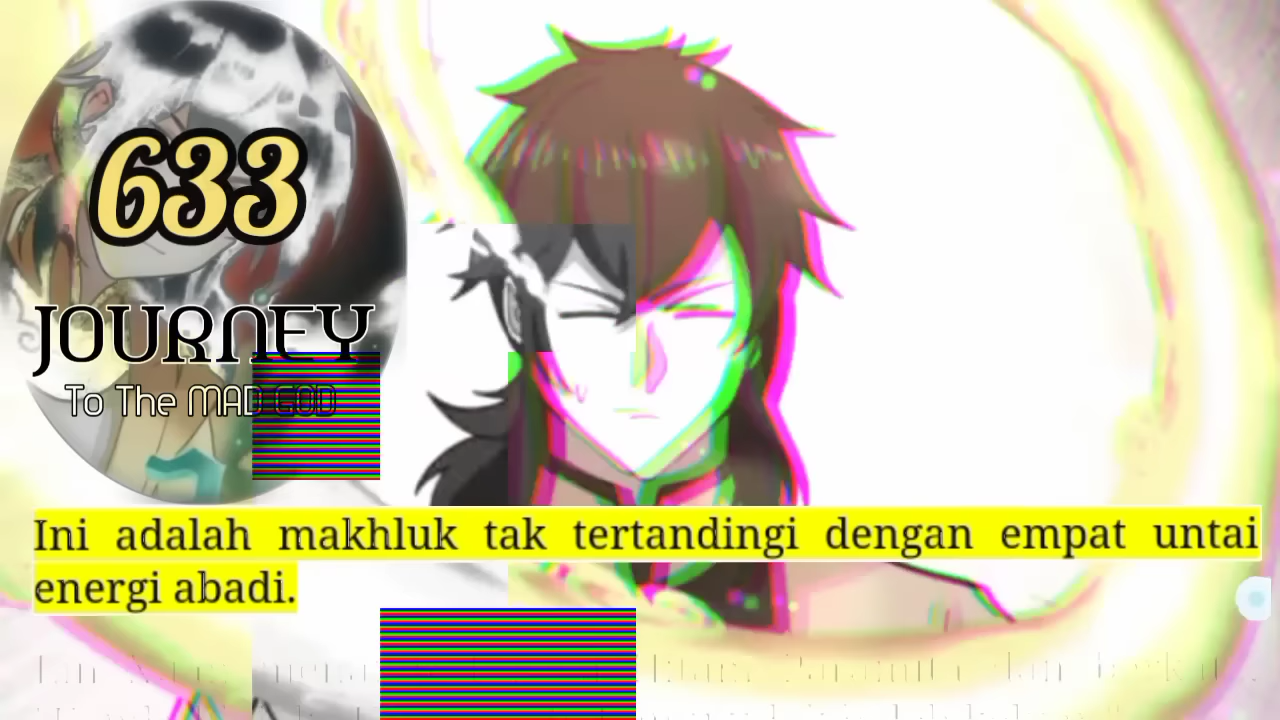 633
JOURNEY
To The MAD GOD
Ini adalah makhluk tak tertandingi dengan empat untai
energi abadi.